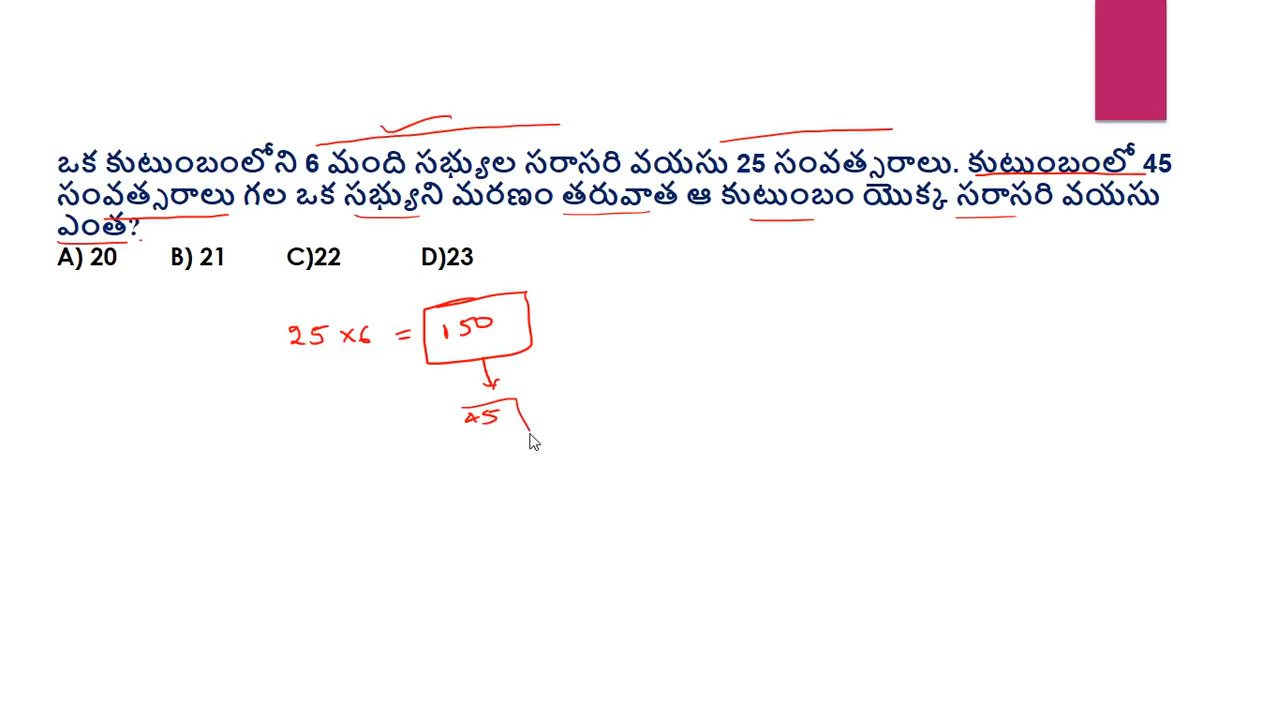 ఒక కుటుంబంలోని 6 మంది సభ్యుల సరాసరి వయసు 25 సంవత్సరాలు. కుటుంబంలో 45
సంవత్సరాలు గల ఒక సభ్యుని మరణం తరువాత ఆ కుటుంబం యొక్క సరాసరి వయసు
ఎంత?
A) 20 B) 21 C)22 D)23
25 ×6 = 150
45